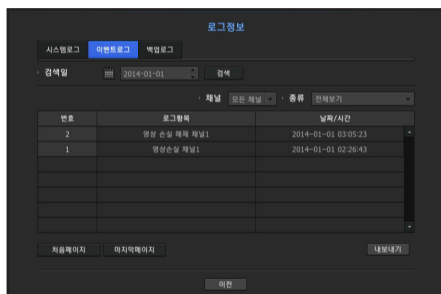 로그정보
시스템로그 이벤트로그 백업로그
· 검색일 2014-01-01 검색
· 채널 모든 채널 · 종류 전체보기
번호 로그항목 날짜/시간
2 영상 손실 해제 채널1 2014-01-01 03:05:23
1 영상손실 채널1 2014-01-01 02:26:43
처음페이지 마지막페이지 내보내기
이전